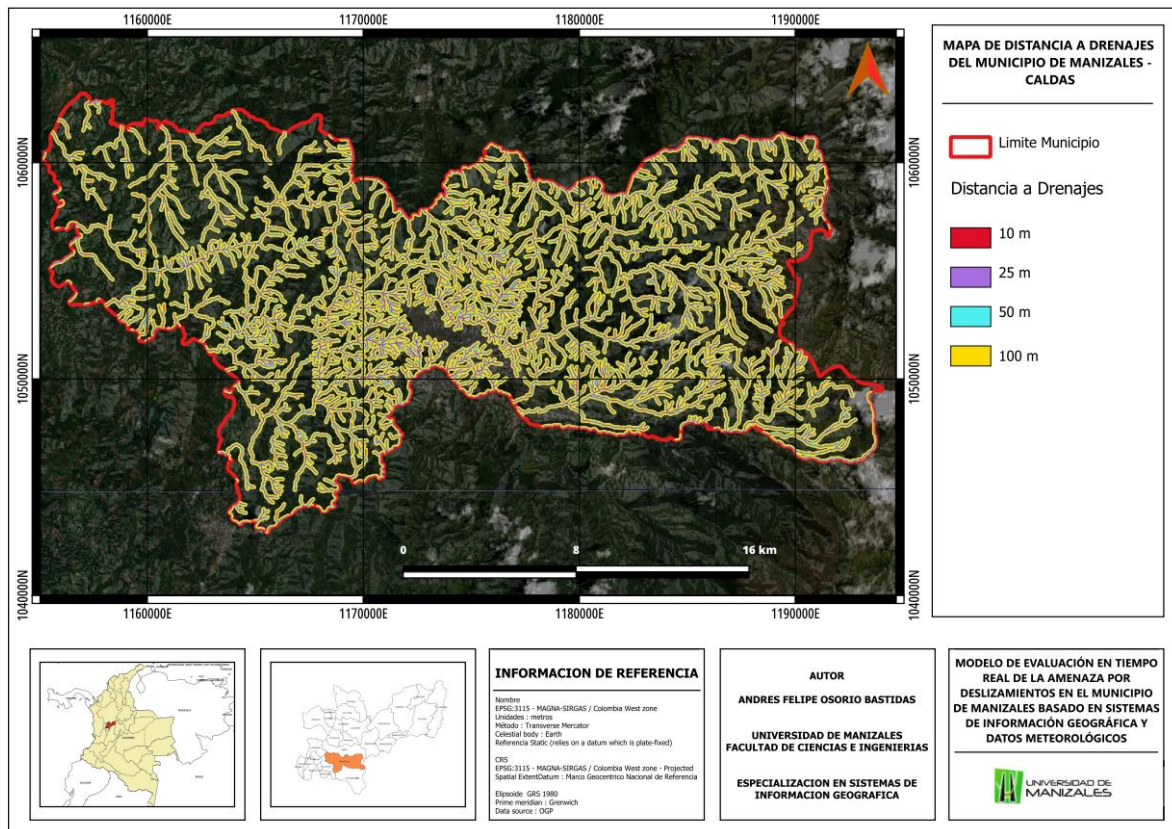 1160000E
1170000E
1180000E
1190000E
1060000N
1060000N
1050000N
1050000N
1040000N
1040000N
0
8
16 km
1160000E
1170000E
1180000E
1190000E
MAPA DE DISTANCIA A DRENAJES
DEL MUNICIPIO DE MANIZALES -
CALDAS
Limite Municipio
Distancia a Drenajes
10 m
25 m
50 m
100 m
INFORMACION DE REFERENCIA
Nombre
EPSG:3115 - MAGNA-SIRGAS / Colombia West zone
Unidades : metros
Método : Transverse Mercator
Celestial body : Earth
Referencia Static (relies on a datum which is plate-fixed)
CRS
EPSG:3115 - MAGNA-SIRGAS / Colombia West zone - Projected
Spatial ExtentDatum : Marco Geocentrico Nacional de Referencia
Elipsoide GRS 1980
Prime meridian : Grenwich
Data source : OGP
AUTOR
ANDRES FELIPE OSORIO BASTIDAS
UNIVERSIDAD DE MANIZALES
FACULTAD DE CIENCIAS E INGENIERIAS
ESPECIALIZACION EN SISTEMAS DE
INFORMACION GEOGRAFICA
MODELO DE EVALUACIÓN EN TIEMPO
REAL DE LA AMENAZA POR
DESLIZAMIENTOS EN EL MUNICIPIO
DE MANIZALES BASADO EN SISTEMAS
DE INFORMACIÓN GEOGRÁFICA Y
DATOS METEOROLÓGICOS
UNIVERSIDAD DE
MANIZALES